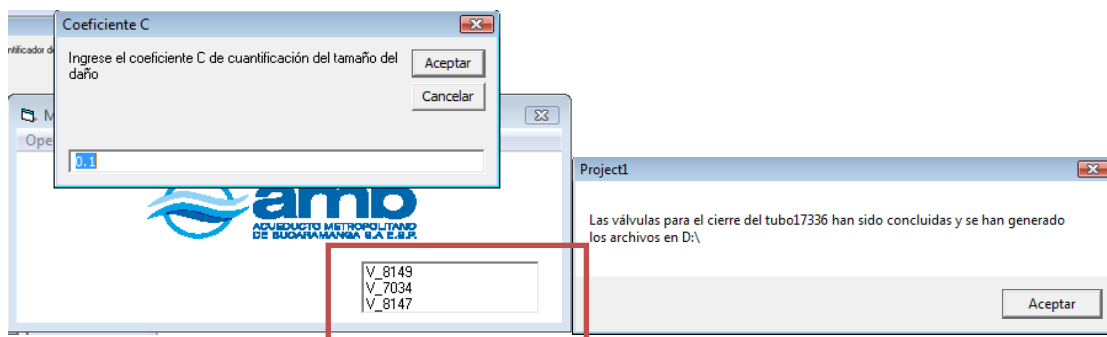 Coeficiente C
ntificador d
Ingrese el coeficiente C de cuantificación del tamaño del
daño
Aceptar
Cancelar
M
Ope
0.1
amb
ACUEDUCTO METROPOLITANO
DE BUCARAMANGA S.A E.S.P.
V_8149
V_7034
V_8147
Project1
Las válvulas para el cierre del tubo17336 han sido concluidas y se han generado
los archivos en D:\
Aceptar